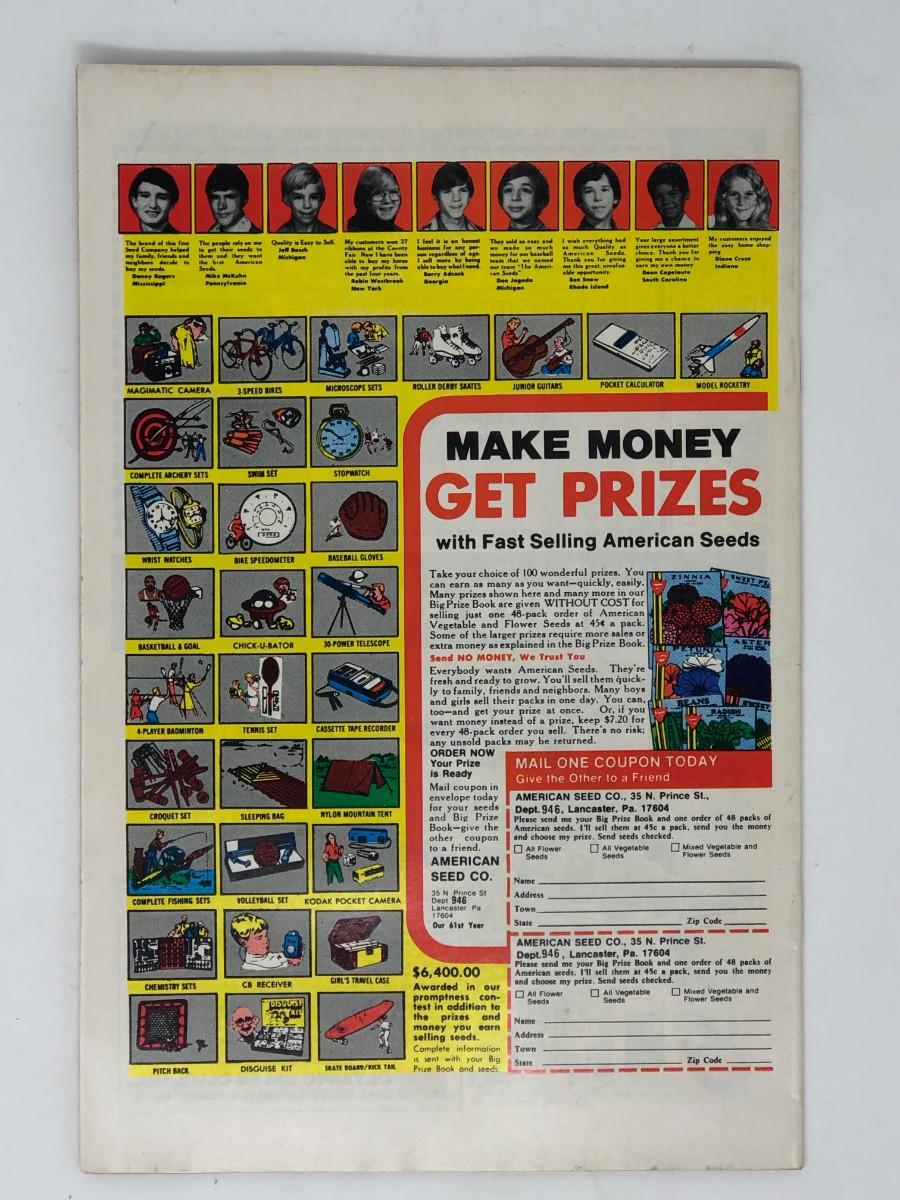 The brand of this fine
Seed Company helped
my family, friends and
neighbors decide to
buy my seeds.
Danny Rogers
Mississippi
The people rely on me
to get their seeds to
them and they want
the best American
Seeds.
Mike McKuhn
Pennsylvania
Quality is Easy to Sell.
Jeff Bosch
Michigan
My customers won 37
ribbons at the County
Fair. Now I have been
able to buy my horse
with my profits from
the past four years.
Robin Westbrook
New York
I feel it is an honest
business for any per-
son regardless of age.
I sell more by being
able to buy what I need.
Barry Adcock
Georgia
They sold so easy and
we made so much
money for our baseball
team that we named
our team "The Ameri-
can Seeds"
Don Jagoda
Michigan
I wish everything had
as much Quality as
American Seeds.
Thank you for giving
me this great, unrefus-
able opportunity.
Ben Snow
Rhode Island
Your large assortment
gives everyone a better
choice. Thank you for
giving me a chance to
earn my own money
Dean Capelouto
South Carolina
My customers enjoyed
the easy home shop-
ping
Diane Cruse
Indiana
MAGIMATIC CAMERA
3-SPEED BIKES
MICROSCOPE SETS
ROLLER DERBY SKATES
JUNIOR GUITARS
POCKET CALCULATOR
MODEL ROCKETRY
COMPLETE ARCHERY SETS
SWIM SET
STOPWATCH
WRIST WATCHES
BIKE SPEEDOMETER
BASEBALL GLOVES
BASKETBALL & GOAL
CHICK-U-BATOR
30-POWER TELESCOPE
4-PLAYER BADMINTON
TENNIS SET
CASSETTE TAPE RECORDER
CROQUET SET
SLEEPING BAG
NYLON MOUNTAIN TENT
COMPLETE FISHING SETS
VOLLEYBALL SET
KODAK POCKET CAMERA
CHEMISTRY SETS
CB RECEIVER
GIRL'S TRAVEL CASE
PITCH BACK
DISGUISE KIT
SKATE BOARD/KICK TAIL
MAKE MONEY
GET PRIZES
with Fast Selling American Seeds
Take your choice of 100 wonderful prizes. You
can earn as many as you want—quickly, easily.
Many prizes shown here and many more in our
Big Prize Book are given WITHOUT COST for
selling just one 48-pack order of American
Vegetable and Flower Seeds at 45¢ a pack.
Some of the larger prizes require more sales or
extra money as explained in the Big Prize Book.
Send NO MONEY, We Trust You
Everybody wants American Seeds. They're
fresh and ready to grow. You'll sell them quick-
ly to family, friends and neighbors. Many boys
and girls sell their packs in one day. You can,
too—and get your prize at once. Or, if you
want money instead of a prize, keep $7.20 for
every 48-pack order you sell. There's no risk;
any unsold packs may be returned.
ZINNIA
SWEET PE
PETUNIA
ASTER
BEANS
RADISH
SWEET
ORDER NOW
Your Prize
is Ready
Mail coupon in
envelope today
for your seeds
and Big Prize
Book—give the
other coupon
to a friend.
AMERICAN
SEED CO.
35 N Prince St
Dept 946
Lancaster Pa
17604
Our 61st Year
$6,400.00
Awarded in our
promptness con-
test in addition to
the prizes and
money you earn
selling seeds.
Complete information
is sent with your Big
Prize Book and seeds.
MAIL ONE COUPON TODAY
Give the Other to a Friend
AMERICAN SEED CO., 35 N. Prince St.,
Dept. 946, Lancaster, Pa. 17604
Please send me your Big Prize Book and one order of 48 packs of
American seeds. I'll sell them at 45c a pack, send you the money
and choose my prize. Send seeds checked.
All Flower Seeds
All Vegetable Seeds
Mixed Vegetable and Flower Seeds
Name
Address
Town
State Zip Code
AMERICAN SEED CO., 35 N. Prince St.
Dept. 946, Lancaster, Pa. 17604
Please send me your Big Prize Book and one order of 48 packs of
American seeds. I'll sell them at 45c a pack, send you the money
and choose my prize. Send seeds checked.
All Flower Seeds
All Vegetable Seeds
Mixed Vegetable and Flower Seeds
Name
Address
Town
State Zip Code